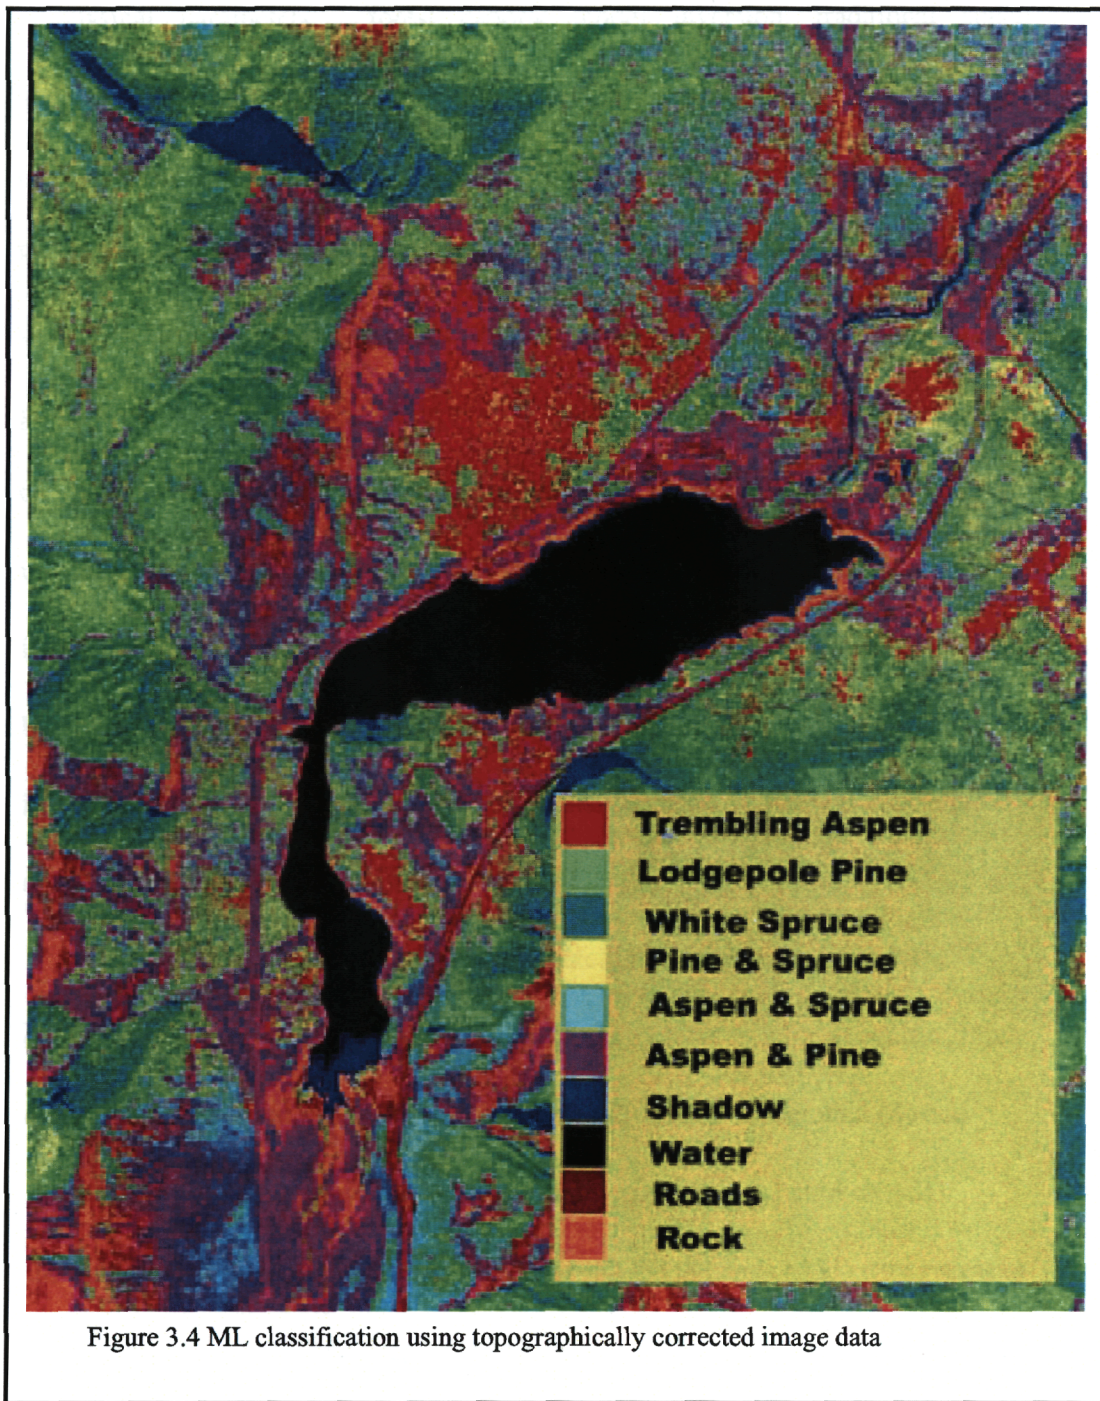 Trembling Aspen
Lodgepole Pine
White Spruce
Pine & Spruce
Aspen & Spruce
Aspen & Pine
Shadow
Water
Roads
Rock
Figure 3.4 ML classification using topographically corrected image data